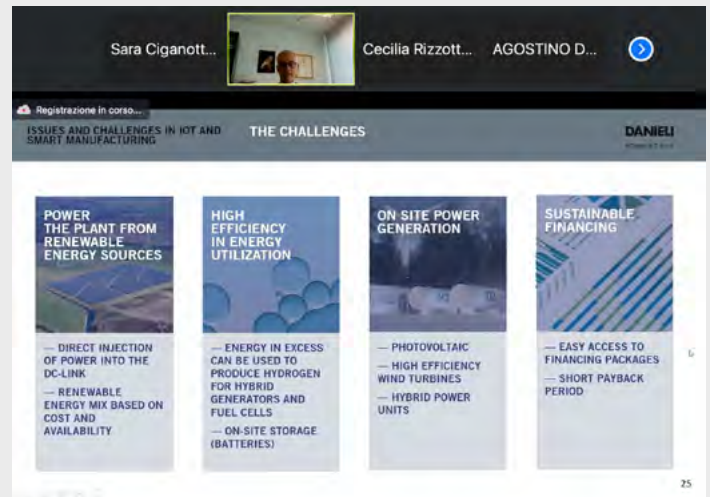 Sara Ciganott...
Cecilia Rizzott...
AGOSTINO D...
Registrazione in corso...
ISSUES AND CHALLENGES IN IOT AND
SMART MANUFACTURING
THE CHALLENGES
DANIELI
POWER
THE PLANT FROM
RENEWABLE
ENERGY SOURCES
— DIRECT INJECTION
OF POWER INTO THE
DC-LINK
— RENEWABLE
ENERGY MIX BASED ON
COST AND
AVAILABILITY
HIGH
EFFICIENCY
IN ENERGY
UTILIZATION
— ENERGY IN EXCESS
CAN BE USED TO
PRODUCE HYDROGEN
FOR HYBRID
GENERATORS AND
FUEL CELLS
— ON-SITE STORAGE
(BATTERIES)
ON SITE POWER
GENERATION
— PHOTOVOLTAIC
— HIGH EFFICIENCY
WIND TURBINES
— HYBRID POWER
UNITS
SUSTAINABLE
FINANCING
— EASY ACCESS TO
FINANCING PACKAGES
— SHORT PAYBACK
PERIOD
25